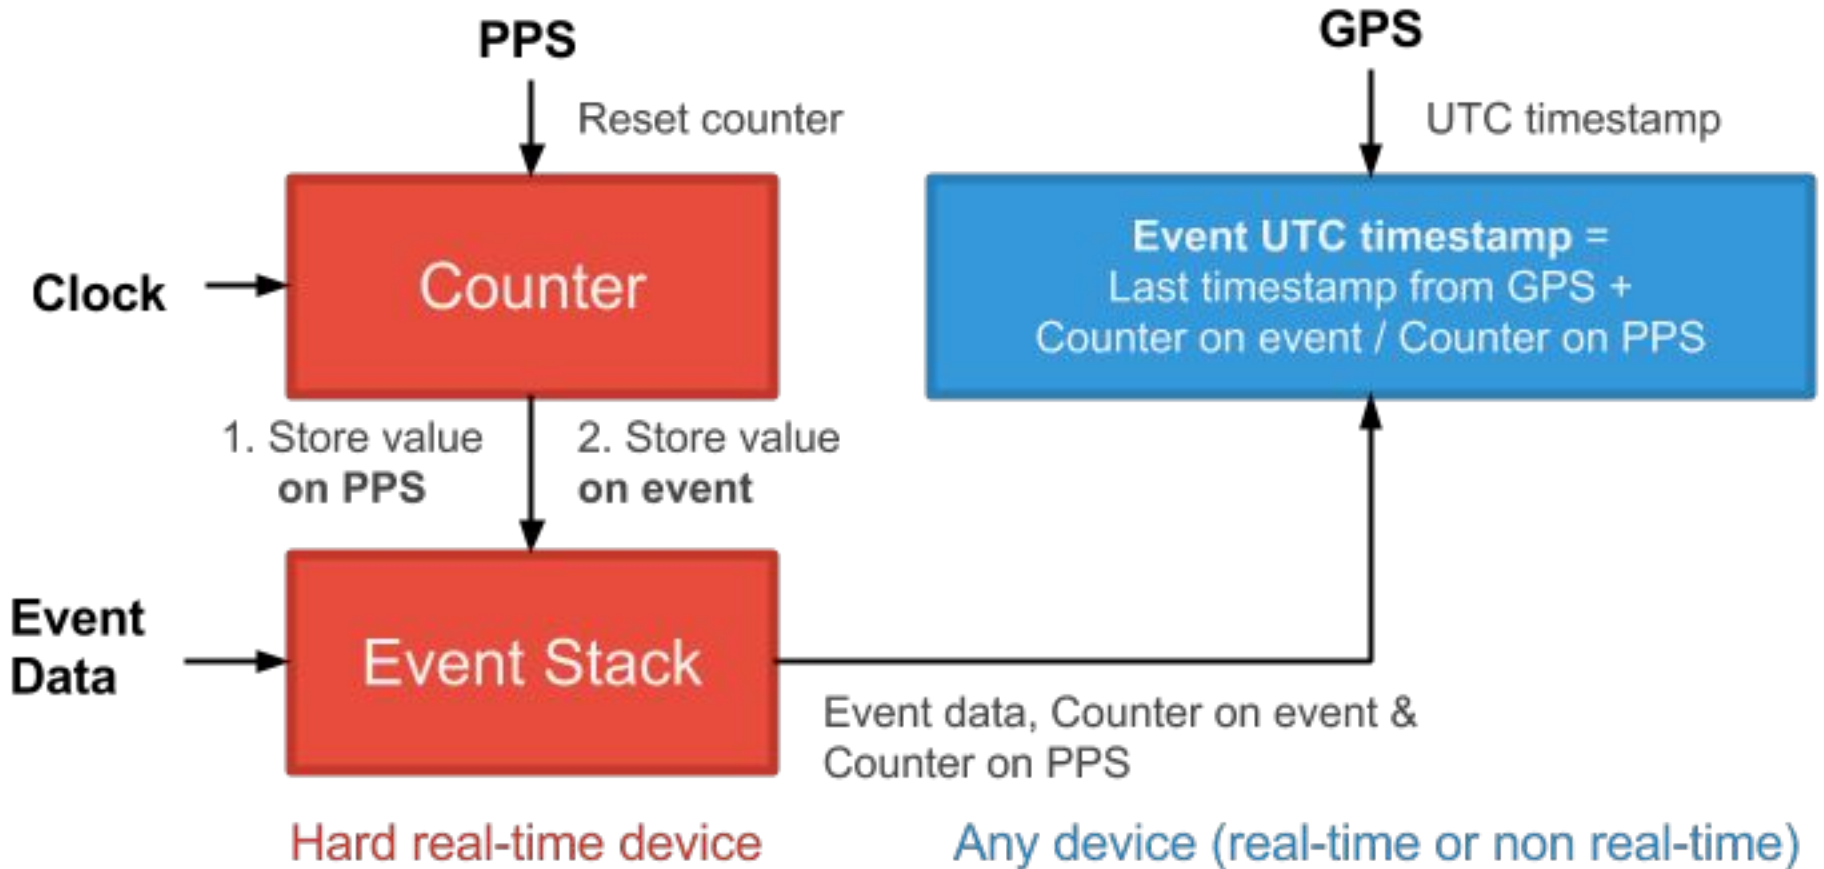 PPS
Reset counter
GPS
UTC timestamp
Clock
Counter
Event UTC timestamp =
Last timestamp from GPS +
Counter on event / Counter on PPS
1. Store value
on PPS
2. Store value
on event
Event
Data
Event Stack
Event data, Counter on event &
Counter on PPS
Hard real-time device
Any device (real-time or non real-time)